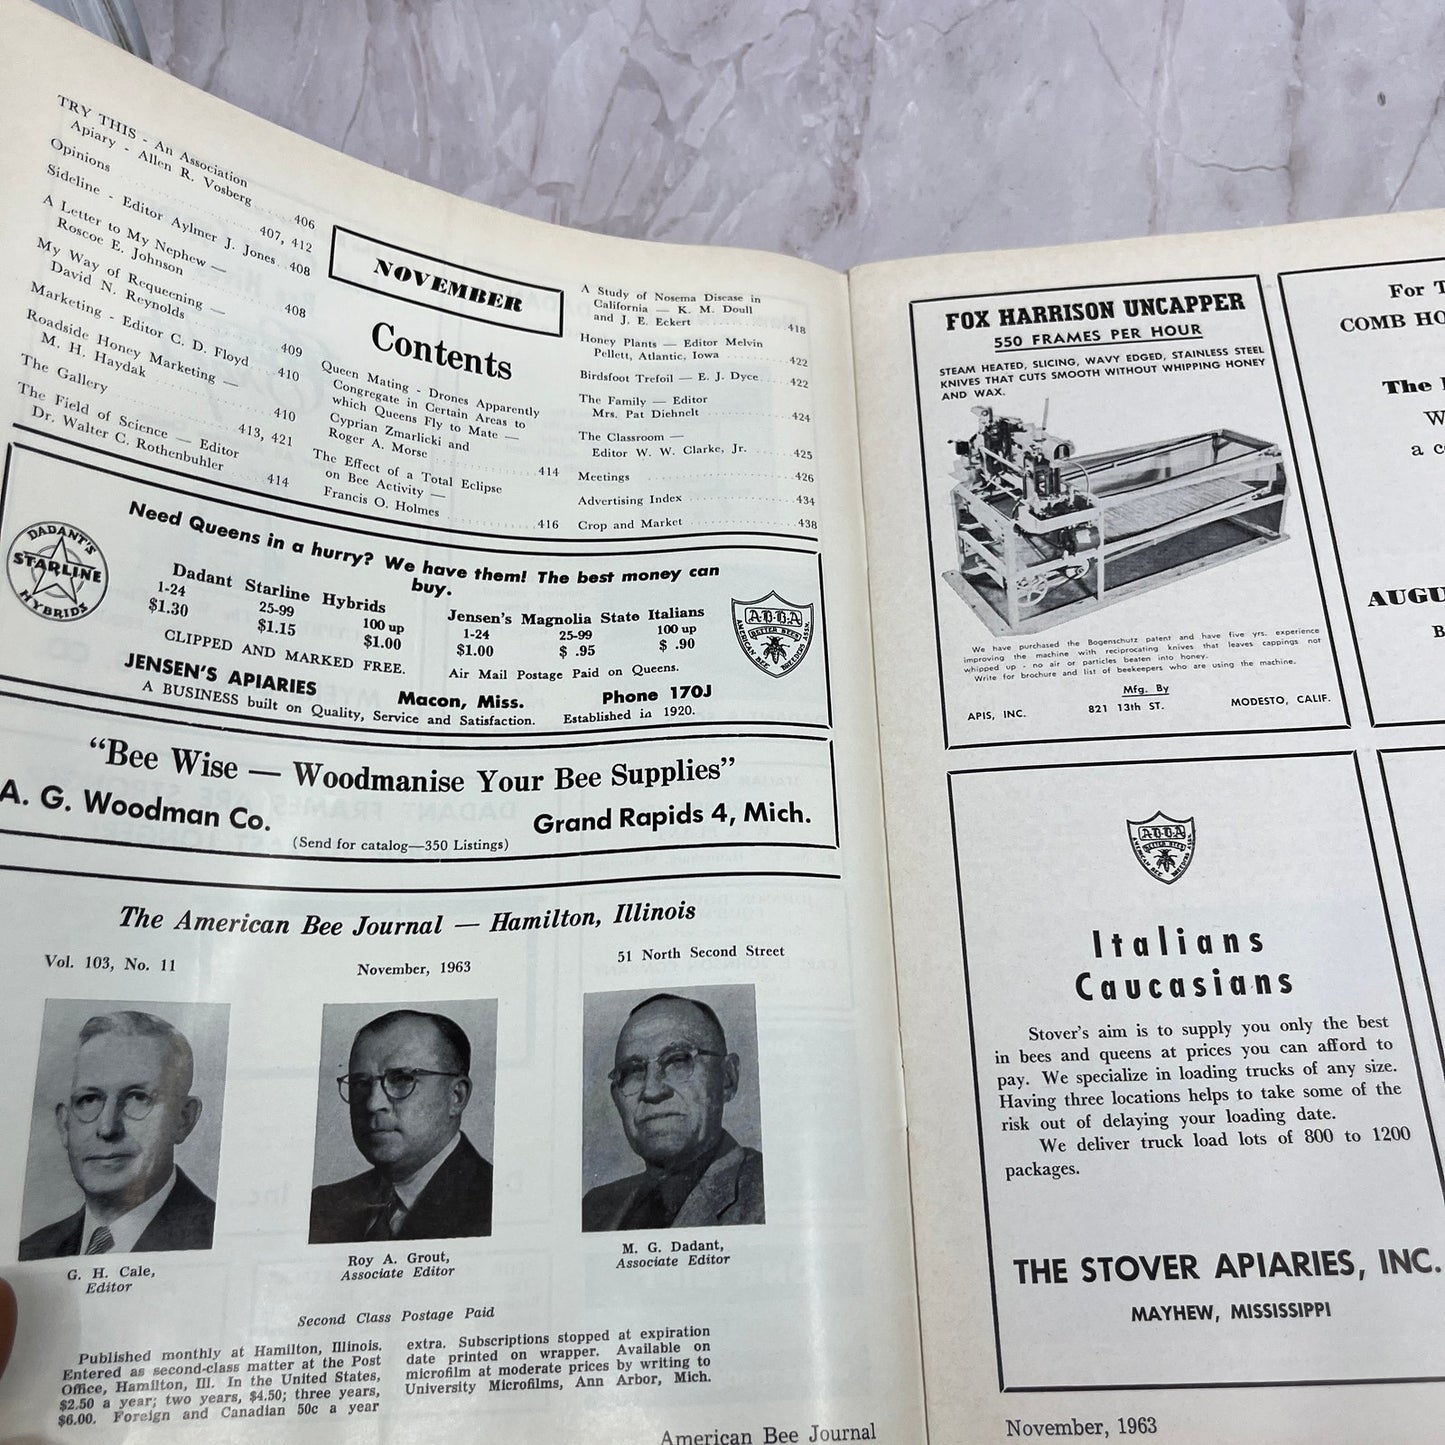 TRY THIS - An Association
Apiary - Allen R. Vosberg ...... 406
Opinions ............ 407, 412
Sideline - Editor Aylmer J. Jones.. 408
A Letter to My Nephew —
Roscoe E. Johnson ............ 408
My Way of Requeening —
David N. Reynolds ............ 409
Marketing - Editor C. D. Floyd .... 410
Roadside Honey Marketing —
M. H. Haydak ............ 410
The Gallery ............ 413, 421
The Field of Science — Editor
Dr. Walter C. Rothenbuhler ...... 414
NOVEMBER
Contents
Queen Mating - Drones Apparently
Congregate in Certain Areas to
which Queens Fly to Mate —
Cyprian Zmarlicki and
Roger A. Morse ............ 414
The Effect of a Total Eclipse
on Bee Activity —
Francis O. Holmes ............ 416
A Study of Nosema Disease in
California — K. M. Doull
and J. E. Eckert ............ 418
Honey Plants — Editor Melvin
Pellett, Atlantic, Iowa ............ 422
Birdsfoot Trefoil — E. J. Dyce..... 422
The Family — Editor
Mrs. Pat Diehnelt ............ 424
The Classroom —
Editor W. W. Clarke, Jr. ...... 425
Meetings ............ 426
Advertising Index ............ 434
Crop and Market ............ 438
DADANT'S
STARLINE
HYBRIDS
Need Queens in a hurry? We have them! The best money can
buy.
Dadant Starline Hybrids
1-24 25-99 100 up
$1.30 $1.15 $1.00
CLIPPED AND MARKED FREE.
Jensen's Magnolia State Italians
1-24 25-99 100 up
$1.00 $ .95 $ .90
Air Mail Postage Paid on Queens.
JENSEN'S APIARIES Macon, Miss. Phone 170J
A BUSINESS built on Quality, Service and Satisfaction. Established in 1920.
A.B.B.A
BETTER BEES
AMERICAN BEE BREEDERS ASSN.
"Bee Wise — Woodmanise Your Bee Supplies"
A. G. Woodman Co. Grand Rapids 4, Mich.
(Send for catalog—350 Listings)
The American Bee Journal — Hamilton, Illinois
Vol. 103, No. 11 November, 1963 51 North Second Street
G. H. Cale,
Editor
Roy A. Grout,
Associate Editor
M. G. Dadant,
Associate Editor
Second Class Postage Paid
Published monthly at Hamilton, Illinois.
Entered as second-class matter at the Post
Office, Hamilton, Ill. In the United States,
$2.50 a year; two years, $4.50; three years,
$6.00. Foreign and Canadian 50c a year
extra. Subscriptions stopped at expiration
date printed on wrapper. Available on
microfilm at moderate prices by writing to
University Microfilms, Ann Arbor, Mich.
American Bee Journal
FOX HARRISON UNCAPPER
550 FRAMES PER HOUR
STEAM HEATED, SLICING, WAVY EDGED, STAINLESS STEEL
KNIVES THAT CUTS SMOOTH WITHOUT WHIPPING HONEY
AND WAX.
We have purchased the Bogenschutz patent and have five yrs. experience
improving the machine with reciprocating knives that leaves cappings not
whipped up - no air or particles beaten into honey.
Write for brochure and list of beekeepers who are using the machine.
Mfg. By
APIS, INC. 821 13th ST. MODESTO, CALIF.
For T
COMB HO
The
W
a c
AUGU
B
A.B.B.A
BETTER BEES
AMERICAN BEE BREEDERS ASSN.
Italians
Caucasians
Stover's aim is to supply you only the best
in bees and queens at prices you can afford to
pay. We specialize in loading trucks of any size.
Having three locations helps to take some of the
risk out of delaying your loading date.
We deliver truck load lots of 800 to 1200
packages.
THE STOVER APIARIES, INC.
MAYHEW, MISSISSIPPI
November, 1963